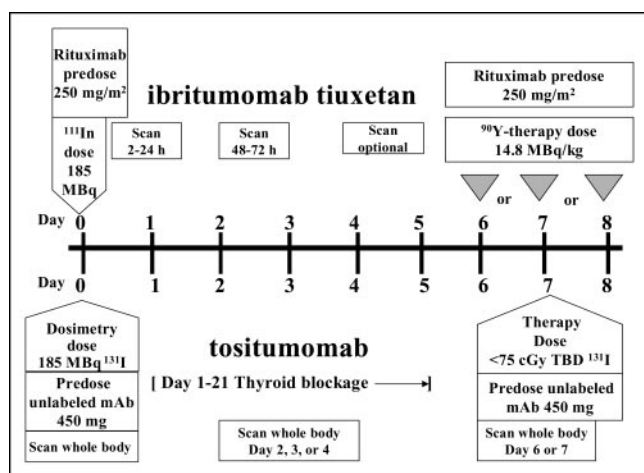 Rituximab
predose
250 mg/m²
ibritumomab tiuxetan
Rituximab predose
250 mg/m²
¹¹¹In
dose
185
MBq
Scan
2-24 h
Scan
48-72 h
Scan
optional
⁹⁰Y-therapy dose
14.8 MBq/kg
or or
Day 0 1 2 3 4 5 6 7 8
Day 0 1 2 3 4 5 6 7 8
Dosimetry
dose
185 MBq ¹³¹I
Predose
unlabeled mAb
450 mg
Scan whole body
tositumomab
[ Day 1-21 Thyroid blockage → ]
Scan whole body
Day 2, 3, or 4
Therapy
Dose
<75 cGy TBD ¹³¹I
Predose unlabeled
mAb 450 mg
Scan whole body
Day 6 or 7